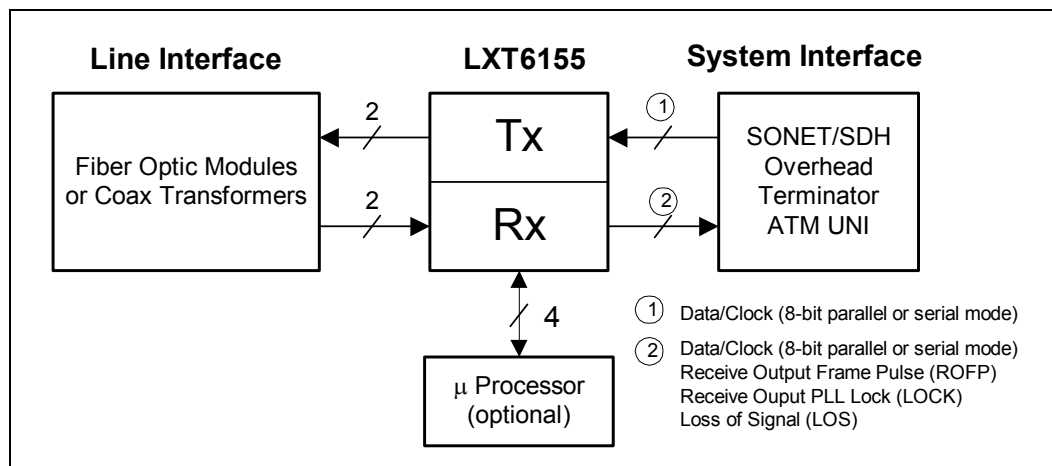 Line Interface
LXT6155
System Interface
Fiber Optic Modules
or Coax Transformers
2
2
Tx
Rx
1
2
SONET/SDH
Overhead
Terminator
ATM UNI
4
μ Processor
(optional)
1 Data/Clock (8-bit parallel or serial mode)
2 Data/Clock (8-bit parallel or serial mode)
Receive Output Frame Pulse (ROFP)
Receive Ouput PLL Lock (LOCK)
Loss of Signal (LOS)